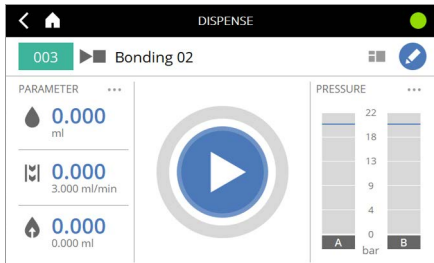 DISPENSE
003 Bonding 02
PARAMETER
0.000
ml
0.000
3.000 ml/min
0.000
0.000 ml
PRESSURE
22
18
13
9
4
0
A bar B